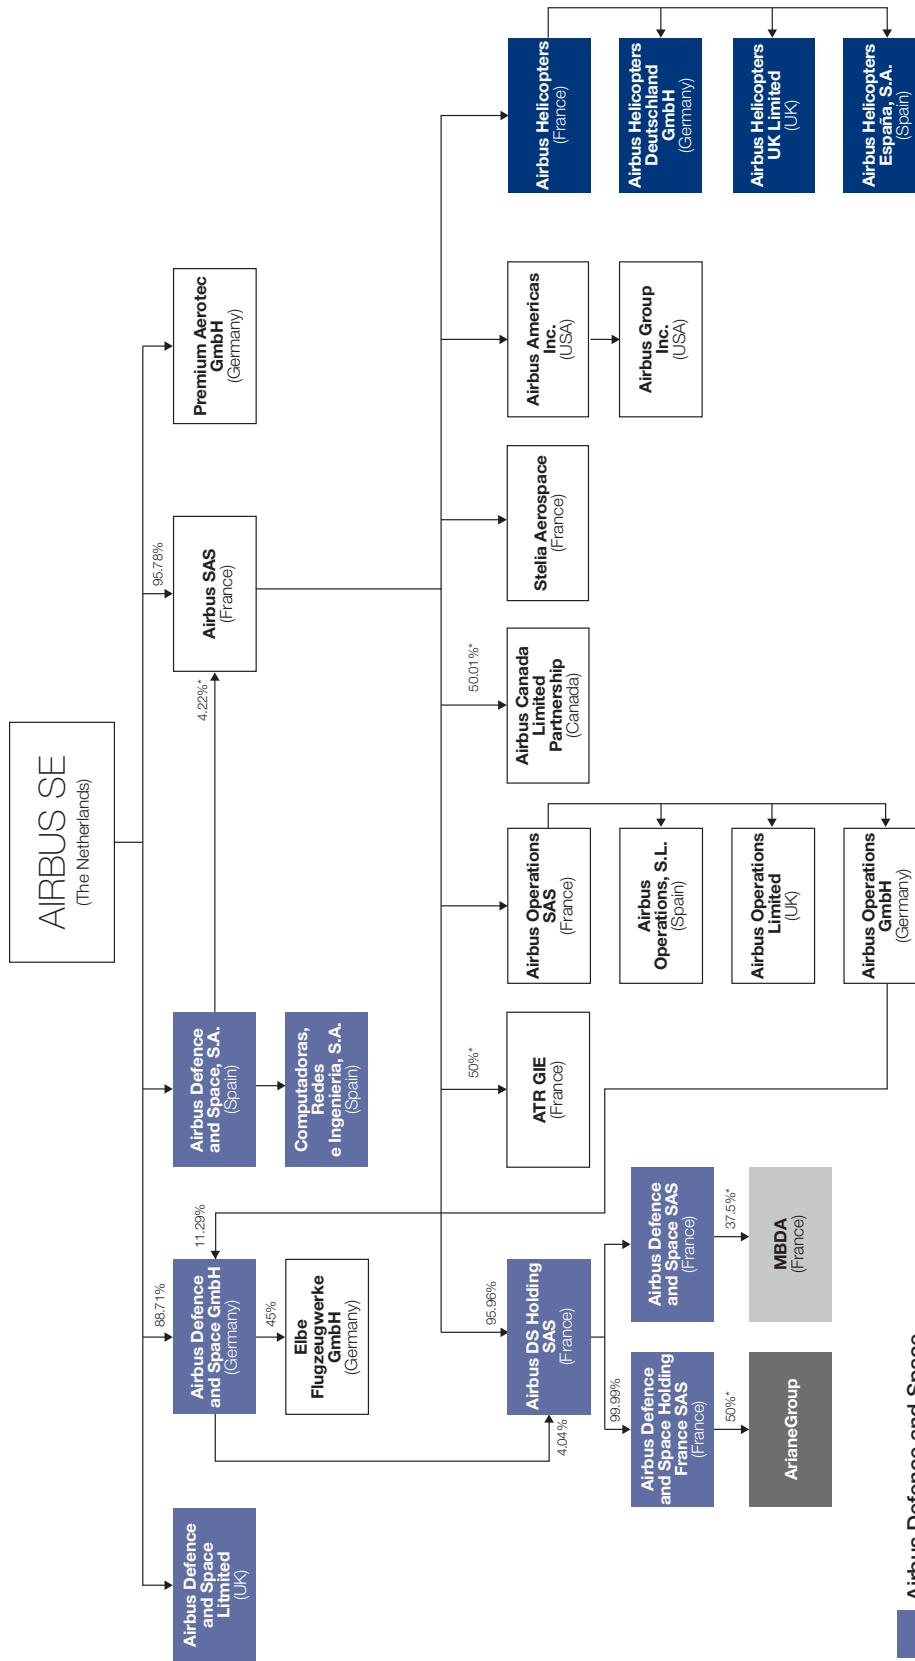 AIRBUS SE
(The Netherlands)
88.71%
95.78%
Airbus Defence
and Space
Litmited
(UK)
Airbus Defence
and Space GmbH
(Germany)
11.29%
Airbus Defence
and Space, S.A.
(Spain)
4.22%*
Airbus SAS
(France)
Premium Aerotec
GmbH
(Germany)
45%
Elbe
Flugzeugwerke
GmbH
(Germany)
Computadoras,
Redes
e Ingenieria, S.A.
(Spain)
4.04%
95.96%
50%*
50.01%*
Airbus DS Holding
SAS
(France)
ATR GIE
(France)
Airbus Operations
SAS
(France)
Airbus Canada
Limited
Partnership
(Canada)
Stelia Aerospace
(France)
Airbus Americas
Inc.
(USA)
Airbus Helicopters
(France)
99.99%
Airbus Defence
and Space Holding
France SAS
(France)
Airbus Defence
and Space SAS
(France)
Airbus
Operations, S.L.
(Spain)
Airbus Group
Inc.
(USA)
Airbus Helicopters
Deutschland
GmbH
(Germany)
50%*
37.5%*
ArianeGroup
MBDA
(France)
Airbus Operations
Limited
(UK)
Airbus Helicopters
UK Limited
(UK)
Airbus Operations
GmbH
(Germany)
Airbus Helicopters
España, S.A.
(Spain)
Airbus Defence and Space